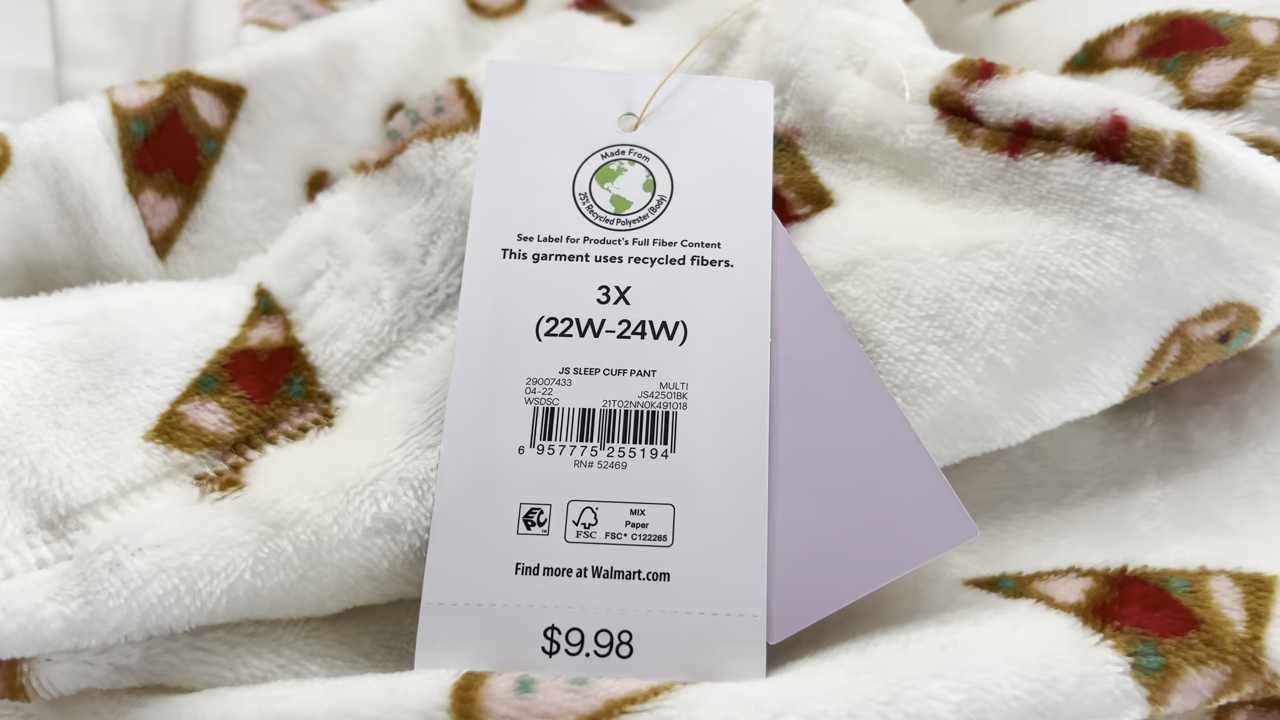 Made From
25% Recycled Polyester (Body)
See Label for Product's Full Fiber Content
This garment uses recycled fibers.
3X
(22W-24W)
JS SLEEP CUFF PANT
29007433 MULTI
04-22 JS42501BK
WSDSC 21T02NN0K491018
6 957775 255194
RN# 52469
EPC TM
FSC® MIX
Paper
FSC® C122265
Find more at Walmart.com
$9.98